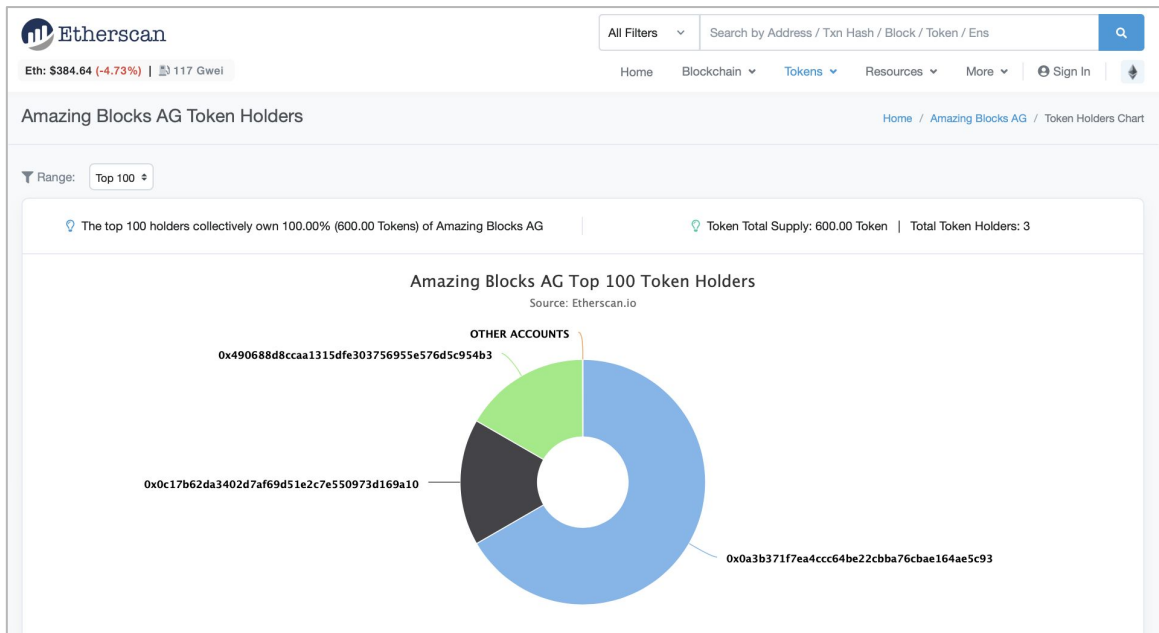 Etherscan
All Filters
Search by Address / Txn Hash / Block / Token / Ens
Eth: $384.64 (-4.73%) | 117 Gwei
Home Blockchain Tokens Resources More Sign In
Amazing Blocks AG Token Holders
Home / Amazing Blocks AG / Token Holders Chart
Range: Top 100
The top 100 holders collectively own 100.00% (600.00 Tokens) of Amazing Blocks AG
Token Total Supply: 600.00 Token | Total Token Holders: 3
Amazing Blocks AG Top 100 Token Holders
Source: Etherscan.io
OTHER ACCOUNTS
0x490688d8ccaa1315dfe303756955e576d5c954b3
0x0c17b62da3402d7af69d51e2c7e550973d169a10
0x0a3b371f7ea4ccc64be22cbba76cbae164ae5c93